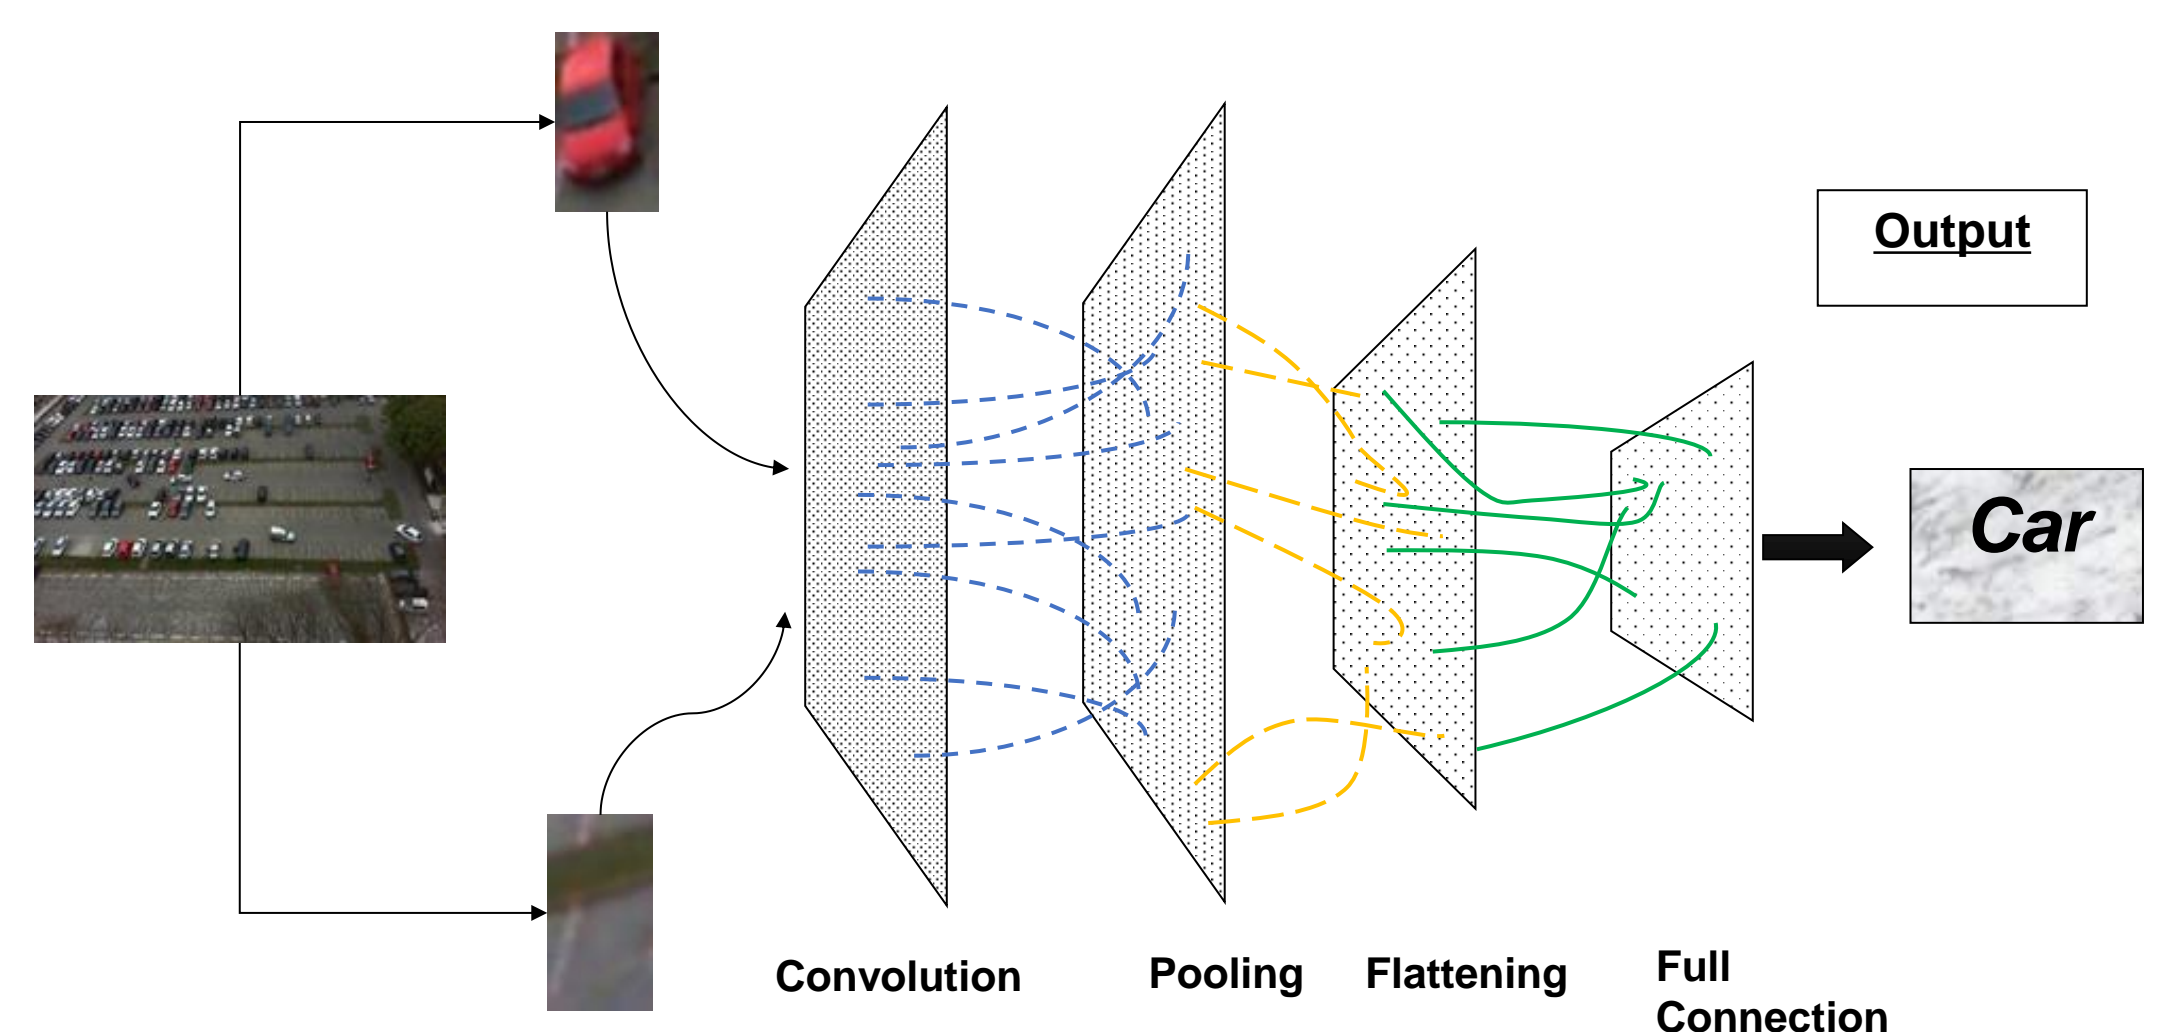 Output
Car
Convolution
Pooling
Flattening
Full
Connection